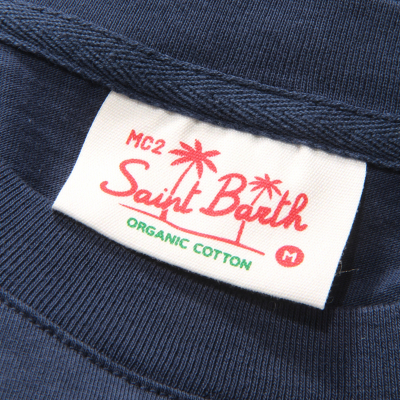 MC2
Saint Barth
ORGANIC COTTON
M